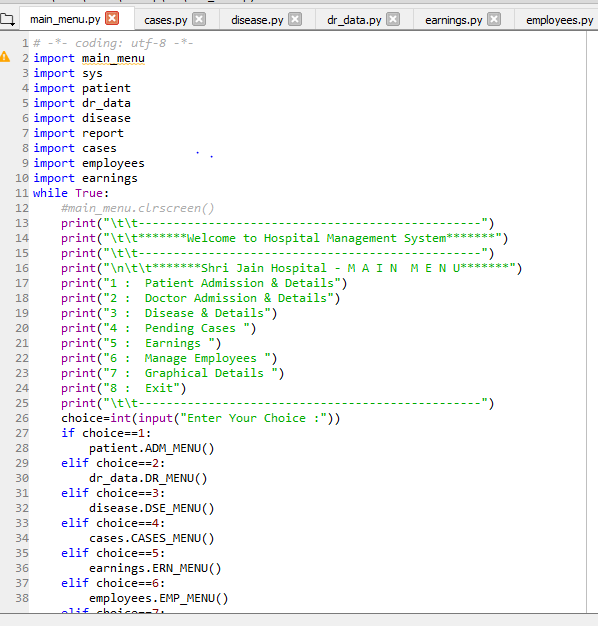 main_menu.py cases.py disease.py dr_data.py earnings.py employees.py
1 # -*- coding: utf-8 -*-
2 import main_menu
3 import sys
4 import patient
5 import dr_data
6 import disease
7 import report
8 import cases
9 import employees
10 import earnings
11 while True:
12     #main_menu.clrscreen()
13     print("\t\t-------------------------------------------------")
14     print("\t\t*******Welcome to Hospital Management System*******")
15     print("\t\t-------------------------------------------------")
16     print("\n\t\t*******Shri Jain Hospital - M A I N  M E N U*******")
17     print("1 :  Patient Admission & Details")
18     print("2 :  Doctor Admission & Details")
19     print("3 :  Disease & Details")
20     print("4 :  Pending Cases ")
21     print("5 :  Earnings ")
22     print("6 :  Manage Employees ")
23     print("7 :  Graphical Details ")
24     print("8 :  Exit")
25     print("\t\t-------------------------------------------------")
26     choice=int(input("Enter Your Choice :"))
27     if choice==1:
28         patient.ADM_MENU()
29     elif choice==2:
30         dr_data.DR_MENU()
31     elif choice==3:
32         disease.DSE_MENU()
33     elif choice==4:
34         cases.CASES_MENU()
35     elif choice==5:
36         earnings.ERN_MENU()
37     elif choice==6:
38         employees.EMP_MENU()
    elif choice==7: